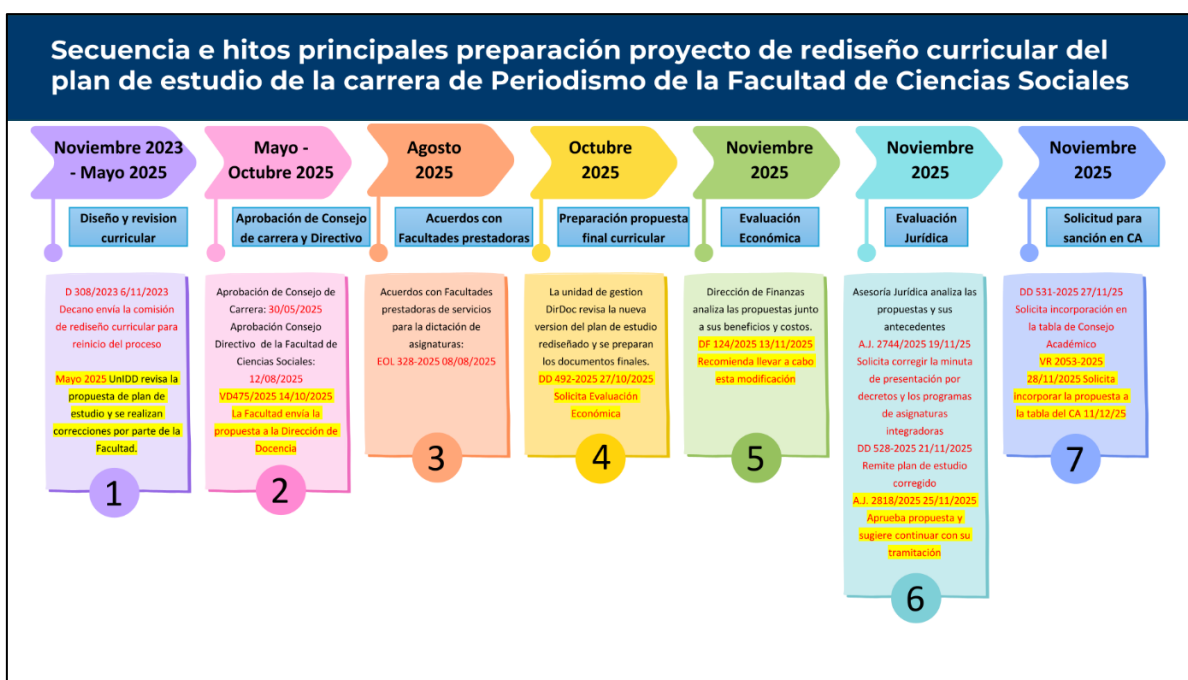 Secuencia e hitos principales preparación proyecto de rediseño curricular del
plan de estudio de la carrera de Periodismo de la Facultad de Ciencias Sociales
Noviembre 2023
- Mayo 2025
Diseño y revision
curricular
D 308/2023 6/11/2023
Decano envía la comisión
de rediseño curricular para
reinicio del proceso
Mayo 2025 UnIDD revisa la
propuesta de plan de
estudio y se realizan
correcciones por parte de la
Facultad.
1
Mayo -
Octubre 2025
Aprobación de Consejo
de carrera y Directivo
Aprobación de Consejo de
Carrera: 30/05/2025
Aprobación Consejo
Directivo de la Facultad de
Ciencias Sociales:
12/08/2025
VD475/2025 14/10/2025
La Facultad envía la
propuesta a la Dirección de
Docencia
2
Agosto
2025
Acuerdos con
Facultades prestadoras
Acuerdos con Facultades
prestadoras de servicios
para la dictación de
asignaturas:
EOL 328-2025 08/08/2025
3
Octubre
2025
Preparación propuesta
final curricular
La unidad de gestion
DirDoc revisa la nueva
version del plan de estudio
rediseñado y se preparan
los documentos finales.
DD 492-2025 27/10/2025
Solicita Evaluación
Económica
4
Noviembre
2025
Evaluación
Económica
Dirección de Finanzas
analiza las propuestas junto
a sus beneficios y costos.
DF 124/2025 13/11/2025
Recomienda llevar a cabo
esta modificación
5
Noviembre
2025
Evaluación
Jurídica
Asesoría Jurídica analiza las
propuestas y sus
antecedentes
A.J. 2744/2025 19/11/25
Solicita corregir la minuta
de presentación por
decretos y los programas
de asignaturas
integradoras
DD 528-2025 21/11/2025
Remite plan de estudio
corregido
A.J. 2818/2025 25/11/2025
Aprueba propuesta y
sugiere continuar con su
tramitación
6
Noviembre
2025
Solicitud para
sanción en CA
DD 531-2025 27/11/25
Solicita incorporación en
la tabla de Consejo
Académico
VR 2053-2025
28/11/2025 Solicita
incorporar la propuesta a
la tabla del CA 11/12/25
7